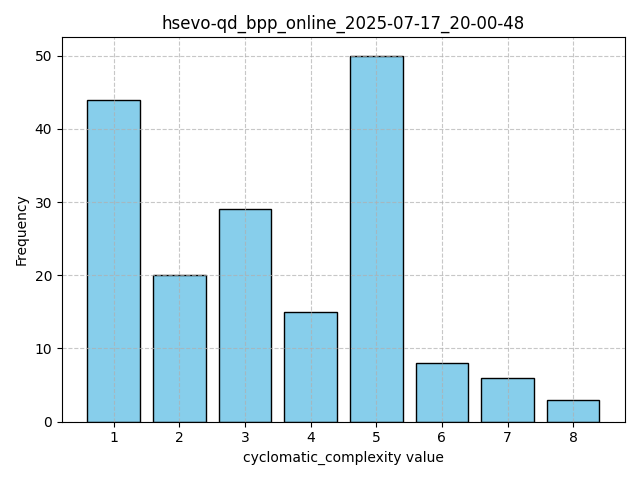 hsevo-qd_bpp_online_2025-07-17_20-00-48
50
40
30
20
10
0
Frequency
1 2 3 4 5 6 7 8
cyclomatic_complexity value